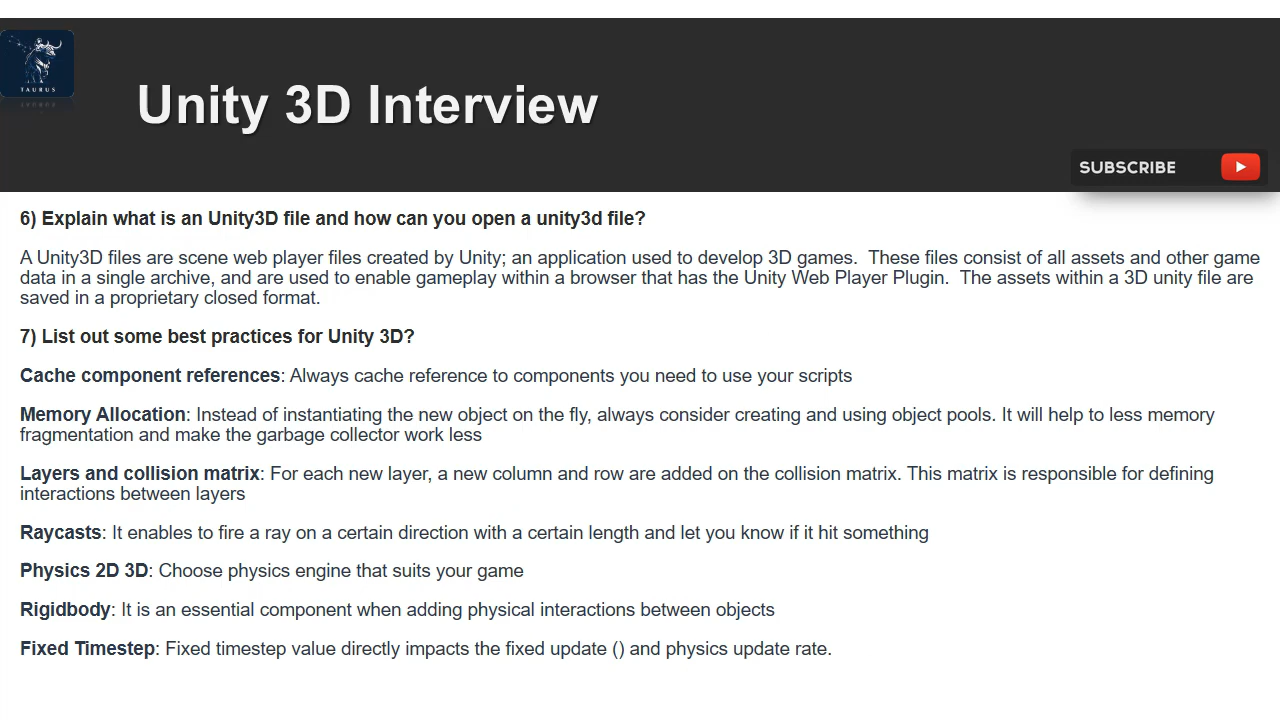 TAURUS
Unity 3D Interview
SUBSCRIBE
6) Explain what is an Unity3D file and how can you open a unity3d file?
A Unity3D files are scene web player files created by Unity; an application used to develop 3D games.  These files consist of all assets and other game
data in a single archive, and are used to enable gameplay within a browser that has the Unity Web Player Plugin.  The assets within a 3D unity file are
saved in a proprietary closed format.
7) List out some best practices for Unity 3D?
Cache component references: Always cache reference to components you need to use your scripts
Memory Allocation: Instead of instantiating the new object on the fly, always consider creating and using object pools. It will help to less memory
fragmentation and make the garbage collector work less
Layers and collision matrix: For each new layer, a new column and row are added on the collision matrix. This matrix is responsible for defining
interactions between layers
Raycasts: It enables to fire a ray on a certain direction with a certain length and let you know if it hit something
Physics 2D 3D: Choose physics engine that suits your game
Rigidbody: It is an essential component when adding physical interactions between objects
Fixed Timestep: Fixed timestep value directly impacts the fixed update () and physics update rate.